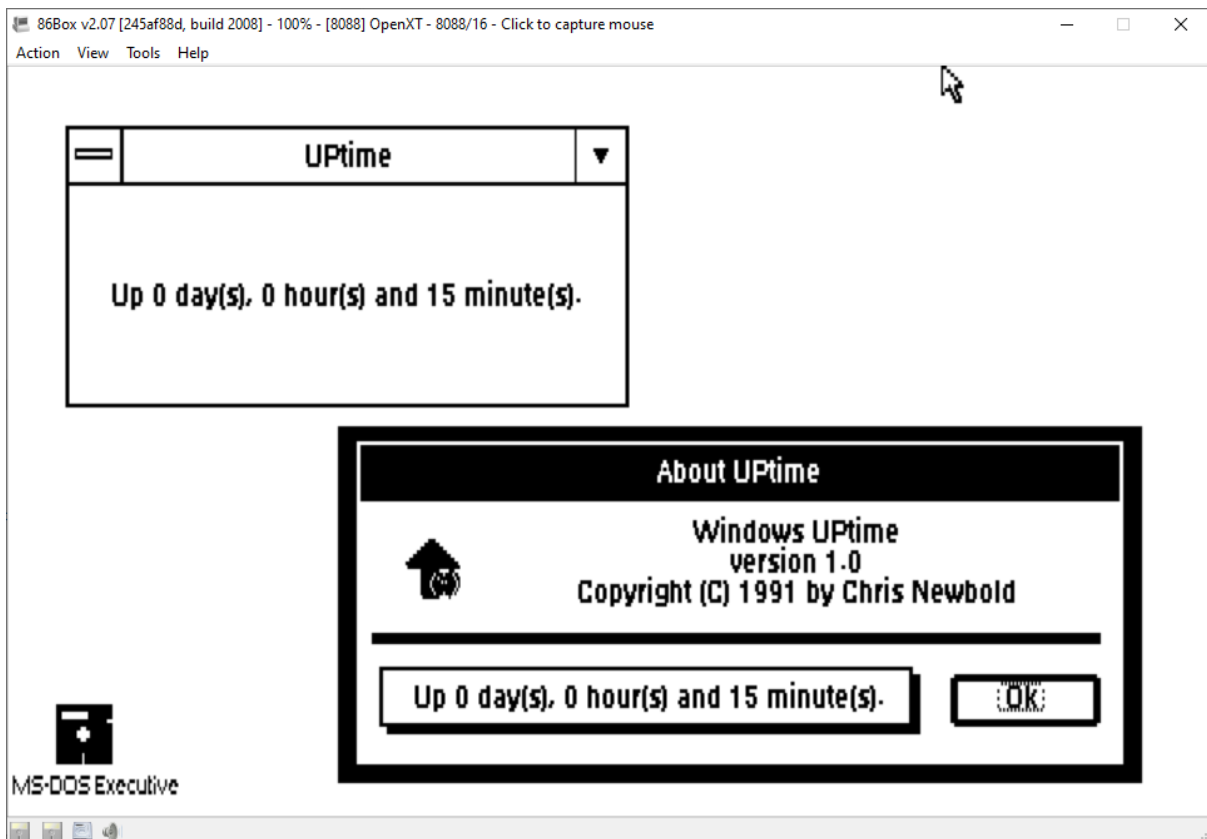 86Box v2.07 [245af88d, build 2008] - 100% - [8088] OpenXT - 8088/16 - Click to capture mouse
Action View Tools Help
UPtime
Up 0 day(s), 0 hour(s) and 15 minute(s).
About UPtime
Windows UPtime
version 1.0
Copyright (C) 1991 by Chris Newbold
Up 0 day(s), 0 hour(s) and 15 minute(s).
Ok
MS-DOS Executive